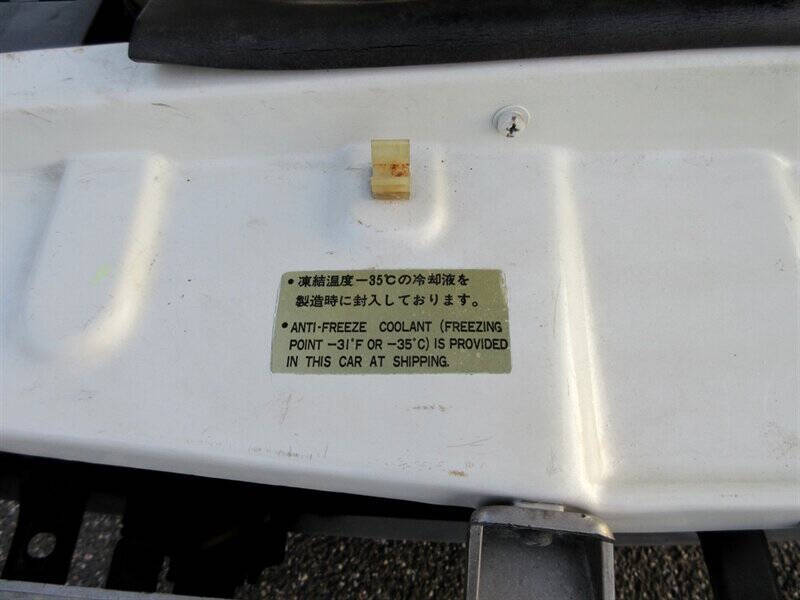 • 凍結温度−35℃の冷却液を
製造時に封入しております。
• ANTI-FREEZE COOLANT (FREEZING
POINT −31°F OR −35°C) IS PROVIDED
IN THIS CAR AT SHIPPING.